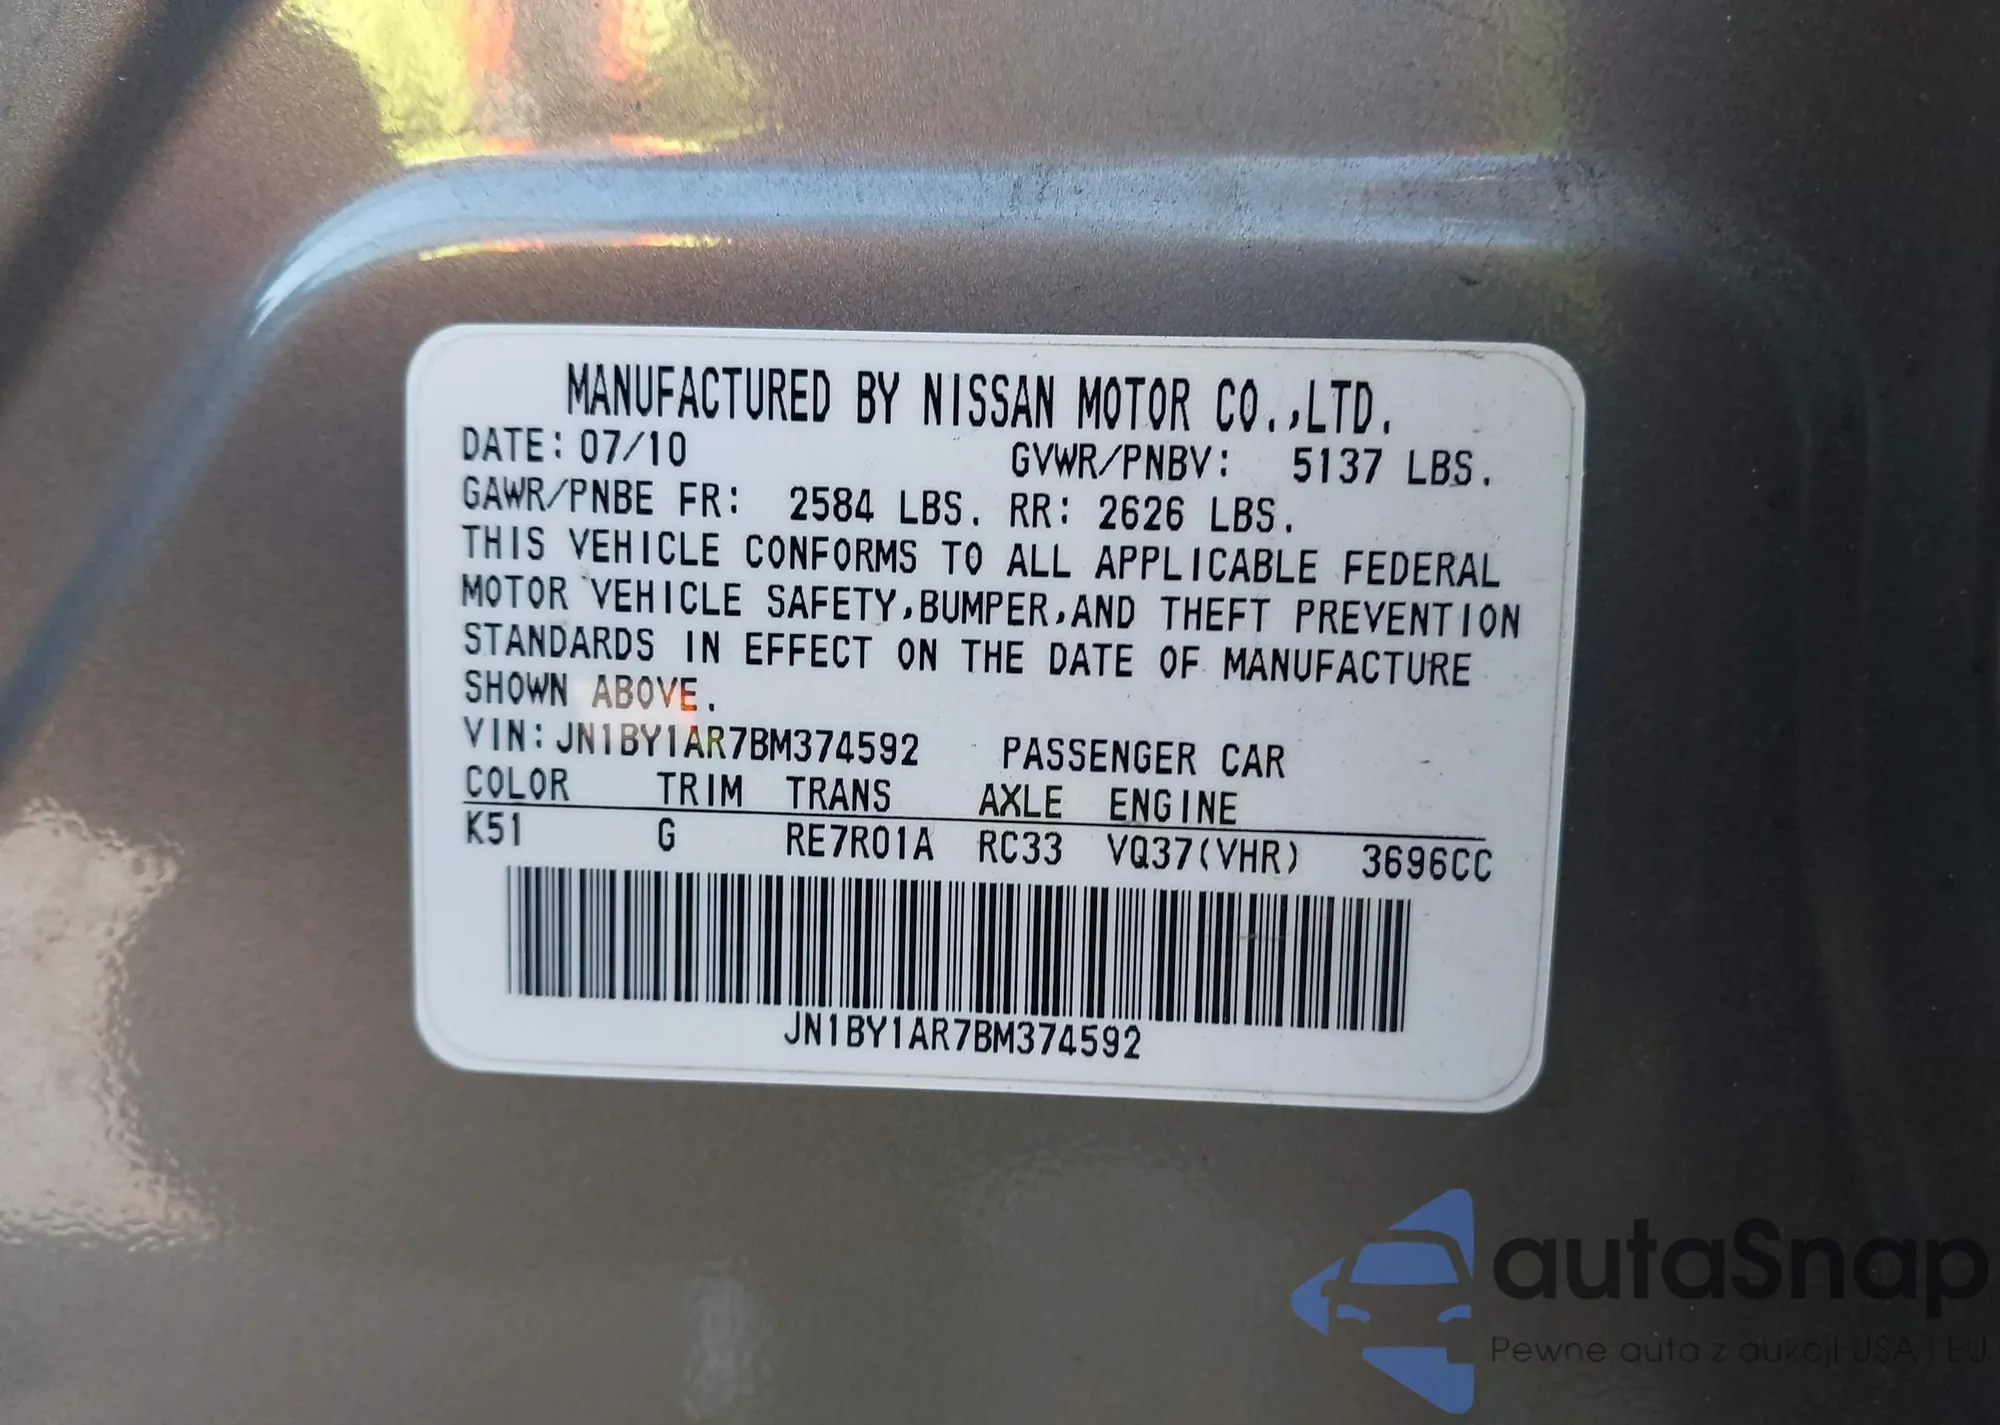 MANUFACTURED BY NISSAN MOTOR CO.,LTD.
DATE: 07/10 GVWR/PNBV: 5137 LBS.
GAWR/PNBE FR: 2584 LBS. RR: 2626 LBS.
THIS VEHICLE CONFORMS TO ALL APPLICABLE FEDERAL
MOTOR VEHICLE SAFETY,BUMPER,AND THEFT PREVENTION
STANDARDS IN EFFECT ON THE DATE OF MANUFACTURE
SHOWN ABOVE.
VIN: JN1BY1AR7BM374592 PASSENGER CAR
COLOR TRIM TRANS AXLE ENGINE
K51 G RE7R01A RC33 VQ37(VHR) 3696CC
JN1BY1AR7BM374592
autaSnap
Pewne auta z aukcji USA i EU